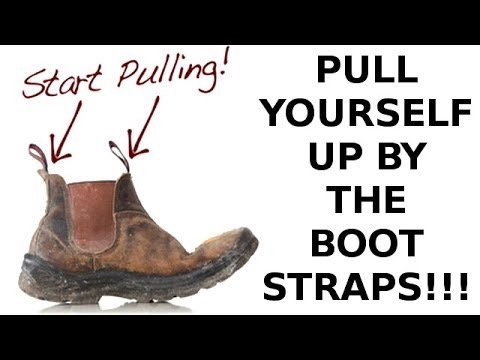 Start Pulling!
PULL
YOURSELF
UP BY
THE
BOOT
STRAPS!!!